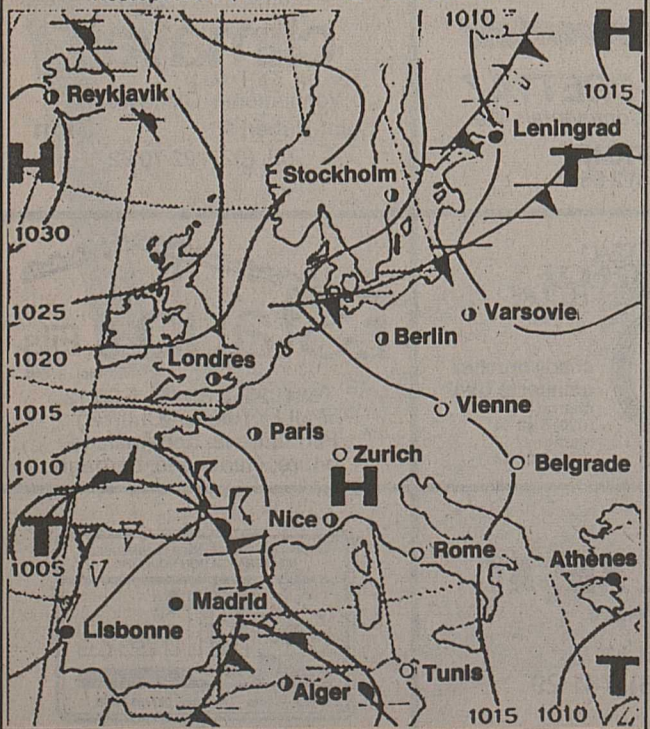 1010
H
1015
Reykjavik
Leningrad
H
T
Stockholm
1030
1025
Varsovie
Berlin
1020
Londres
1015
Vienne
Paris
1010
Zurich
Belgrade
H
Nice
T
Rome
1005
Athènes
Madrid
Lisbonne
T
Tunis
Alger
1015
1010